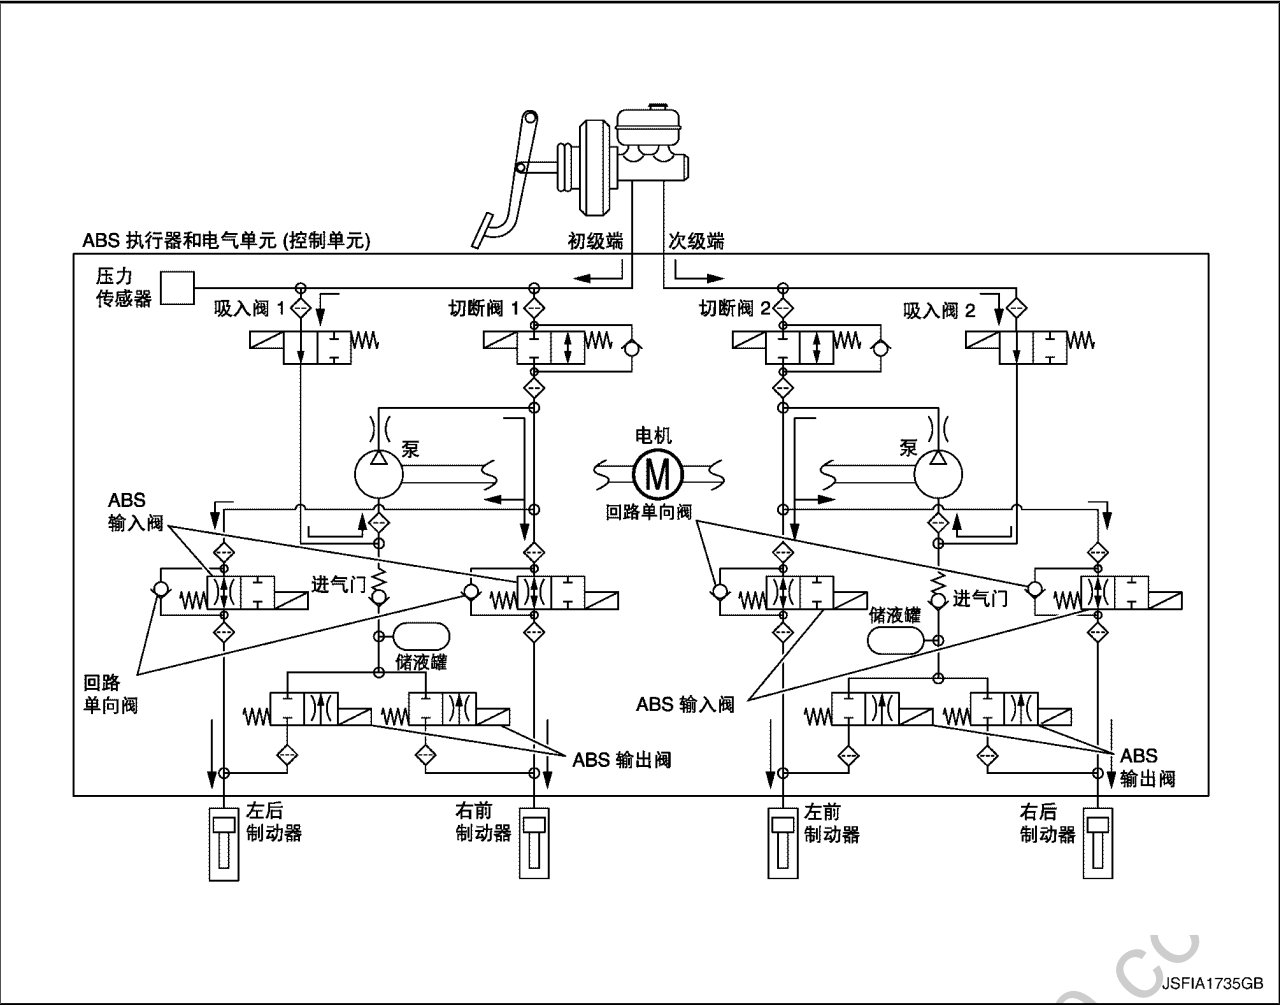 ABS 执行器和电气单元 (控制单元)
初级端
次级端
压力
传感器
吸入阀 1
切断阀 1
切断阀 2
吸入阀 2
泵
电机
M
泵
ABS
输入阀
回路单向阀
进气门
进气门
储液罐
储液罐
回路
单向阀
ABS 输入阀
ABS 输出阀
ABS
输出阀
左后
制动器
右前
制动器
左前
制动器
右后
制动器
JSFIA1735GB